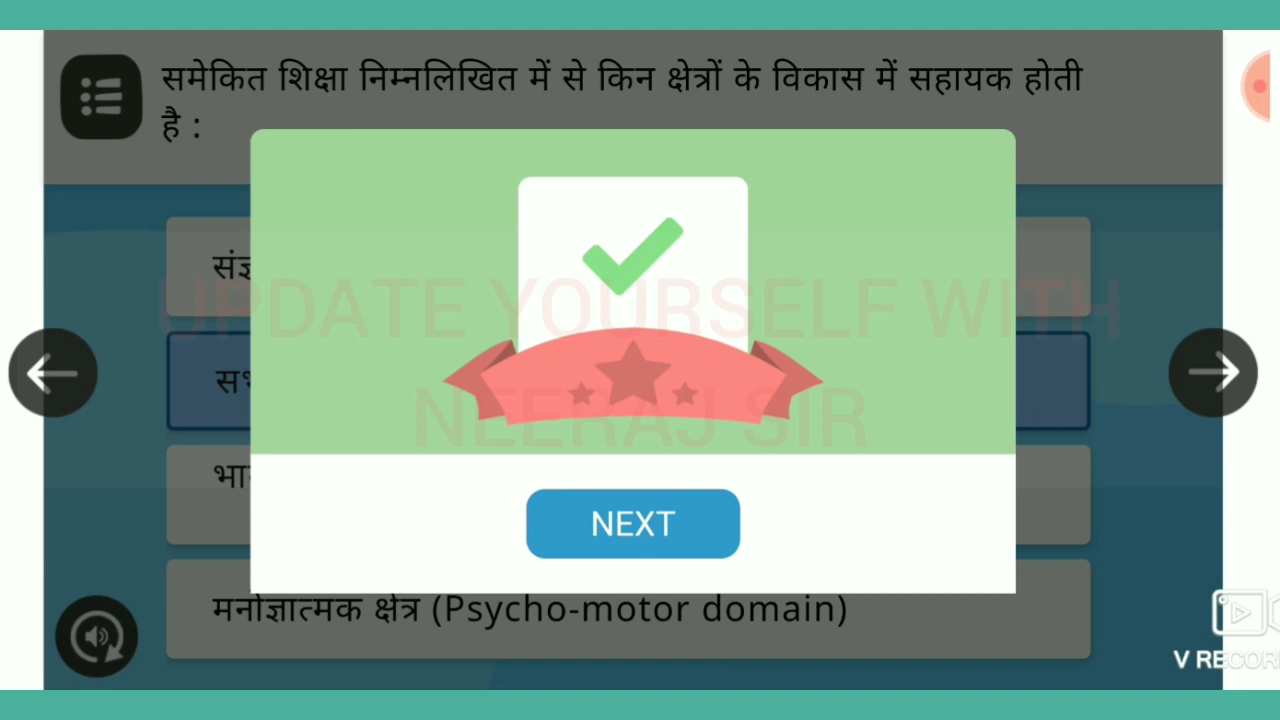 समेकित शिक्षा निम्नलिखित में से किन क्षेत्रों के विकास में सहायक होती
है :
UPDATE YOURSELF WITH
NEERAJ SIR
NEXT
मनोज्ञात्मक क्षेत्र (Psycho-motor domain)
V RECOR